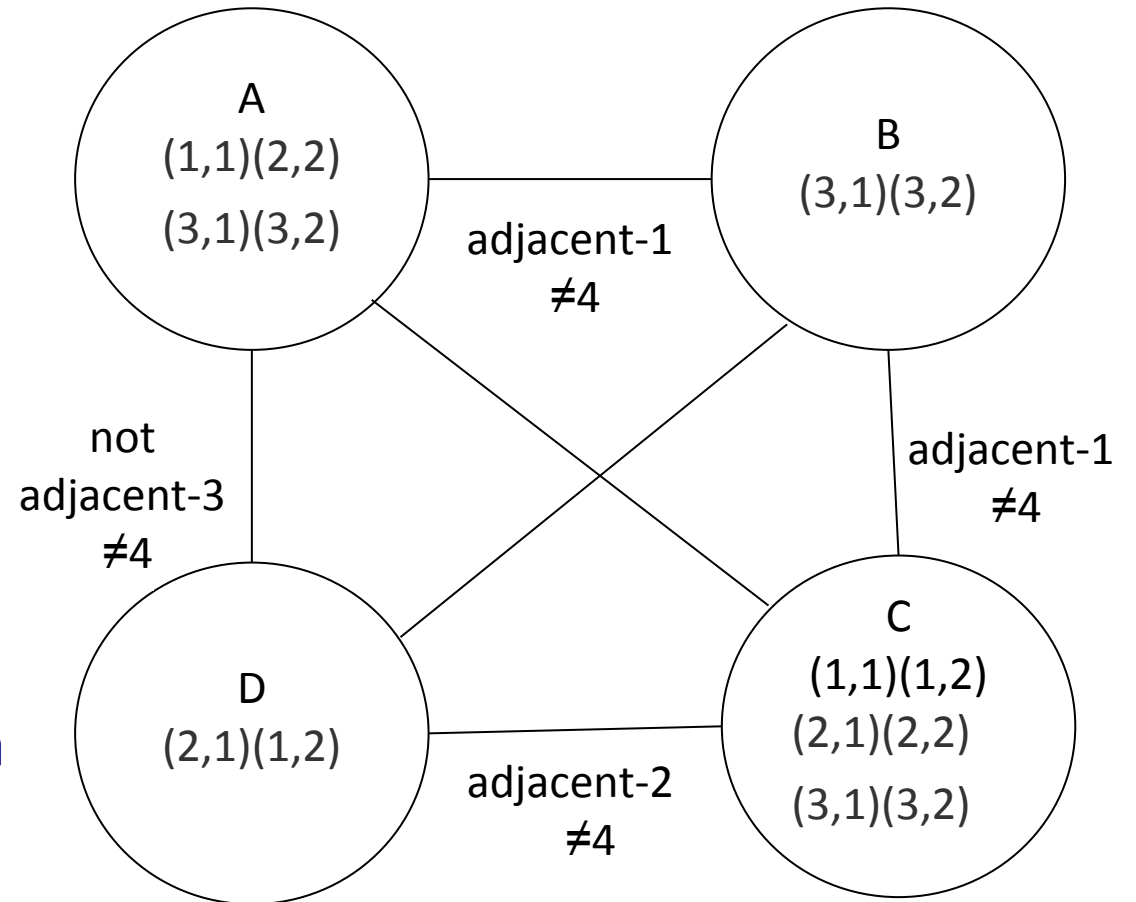 A
(1,1)(2,2)
(3,1)(3,2)
B
(3,1)(3,2)
adjacent-1
≠4
not
adjacent-3
≠4
adjacent-1
≠4
D
(2,1)(1,2)
adjacent-2
≠4
C
(1,1)(1,2)
(2,1)(2,2)
(3,1)(3,2)